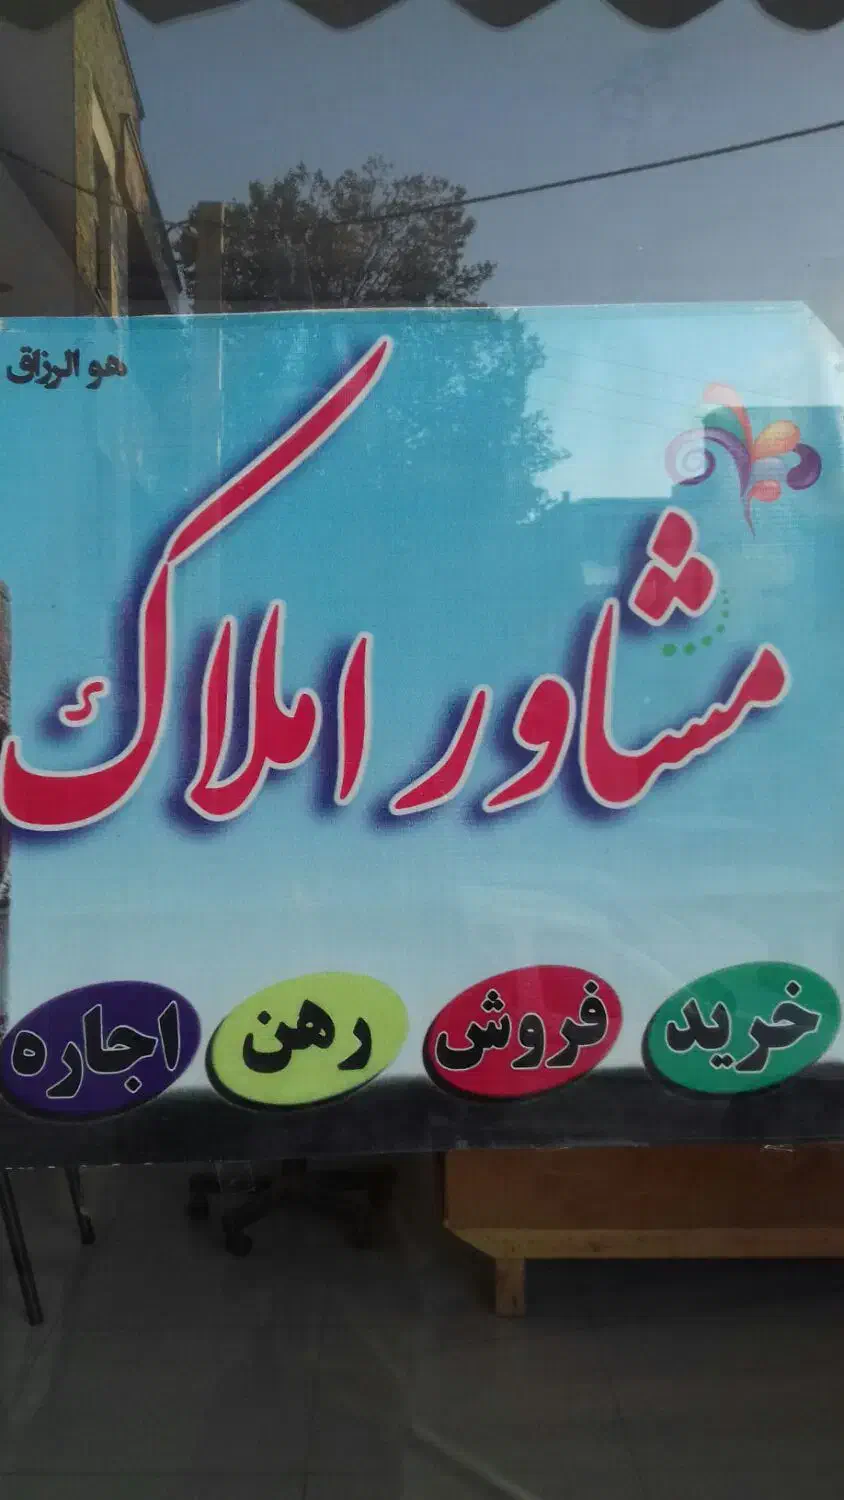 هو الرزاق
مشاور املاک
خرید فروش رهن اجاره